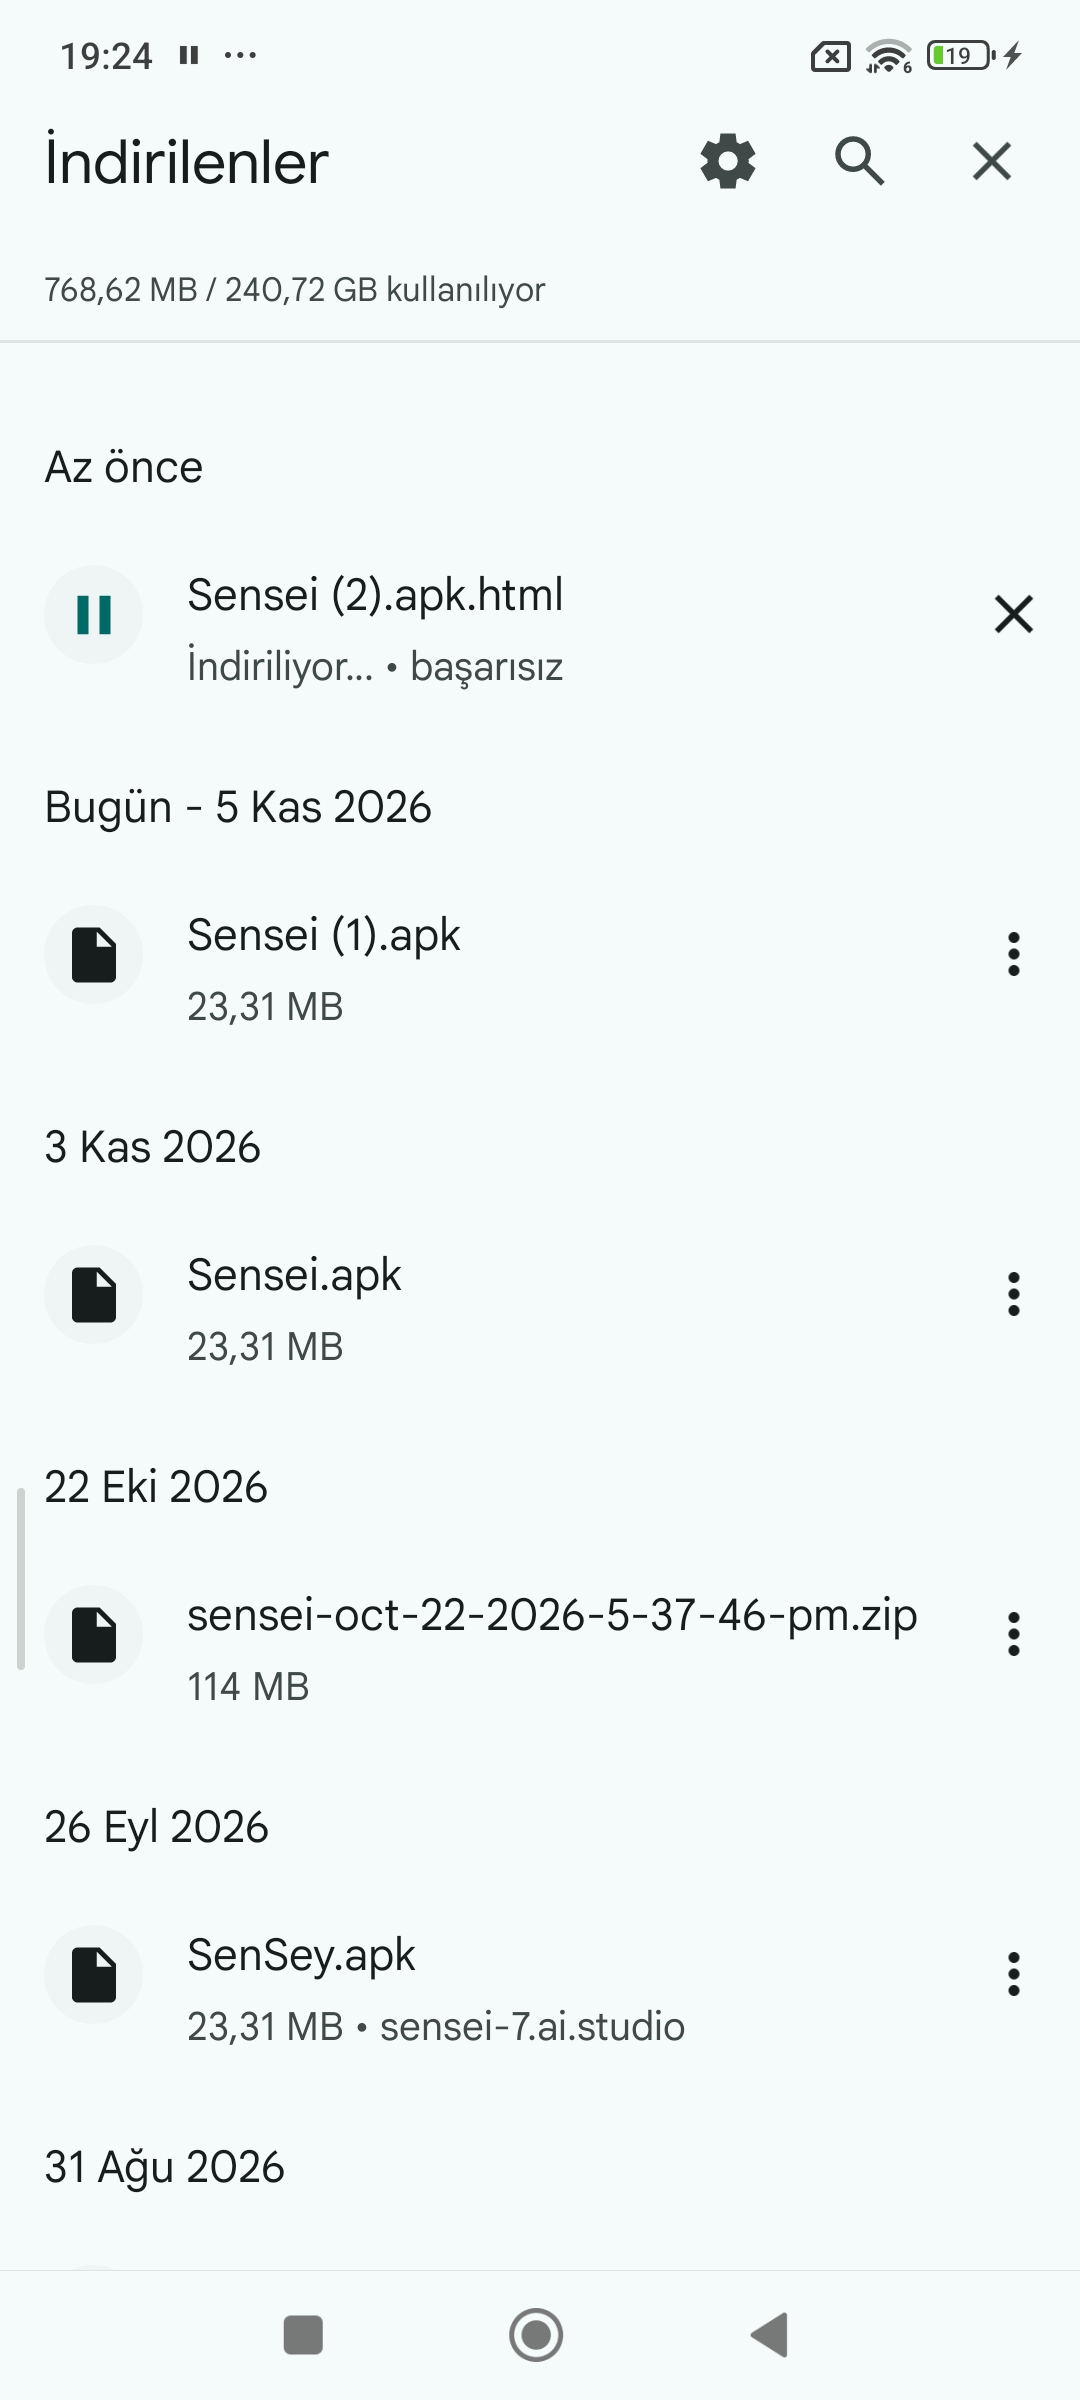 19:24
6
19
İndirilenler
768,62 MB / 240,72 GB kullanılıyor
Az önce
Sensei (2).apk.html
İndiriliyor... • başarısız
Bugün - 5 Kas 2026
Sensei (1).apk
23,31 MB
3 Kas 2026
Sensei.apk
23,31 MB
22 Eki 2026
sensei-oct-22-2026-5-37-46-pm.zip
114 MB
26 Eyl 2026
SenSey.apk
23,31 MB • sensei-7.ai.studio
31 Ağu 2026